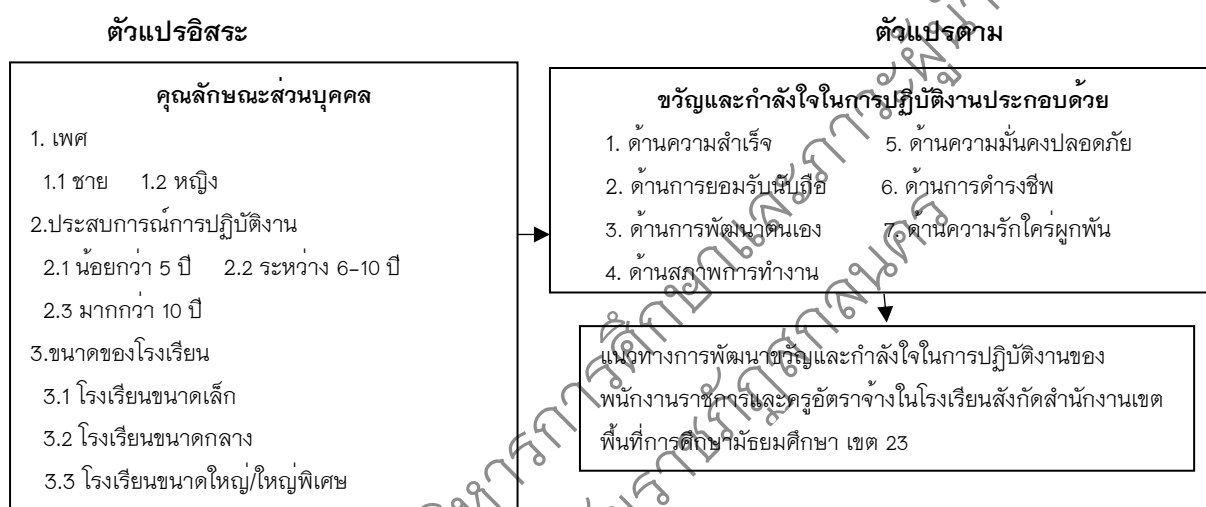 ตัวแปรอิสระ
ตัวแปรตาม
คุณลักษณะส่วนบุคคล
1. เพศ
1.1 ชาย 1.2 หญิง
2.ประสบการณ์การปฏิบัติงาน
2.1 น้อยกว่า 5 ปี 2.2 ระหว่าง 6-10 ปี
2.3 มากกว่า 10 ปี
3.ขนาดของโรงเรียน
3.1 โรงเรียนขนาดเล็ก
3.2 โรงเรียนขนาดกลาง
3.3 โรงเรียนขนาดใหญ่/ใหญ่พิเศษ
ขวัญและกำลังใจในการปฏิบัติงานประกอบด้วย
1. ด้านความสำเร็จ 5. ด้านความมั่นคงปลอดภัย
2. ด้านการยอมรับนับถือ 6. ด้านการดำรงชีพ
3. ด้านการพัฒนาตนเอง 7. ด้านความรักใคร่ผูกพัน
4. ด้านสภาพการทำงาน
แนวทางการพัฒนาขวัญและกำลังใจในการปฏิบัติงานของ
พนักงานราชการและครูอัตราจ้างในโรงเรียนสังกัดสำนักงานเขต
พื้นที่การศึกษามัธยมศึกษา เขต 23